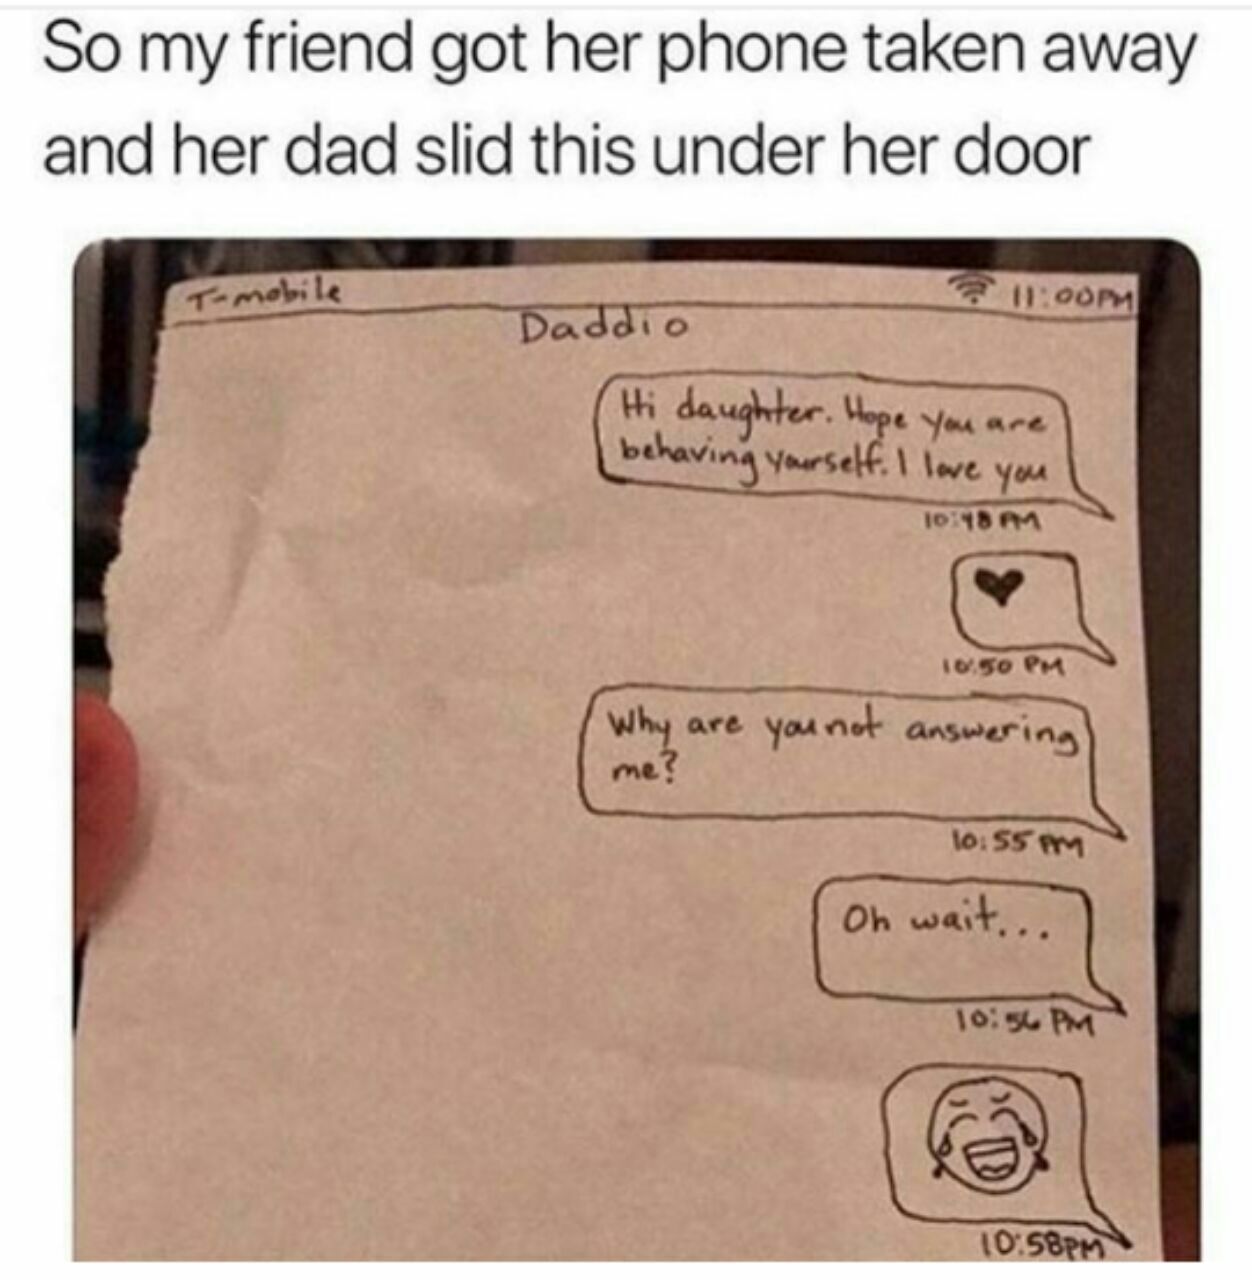 So my friend got her phone taken away
and her dad slid this under her door
T-mobile 11:00PM
Daddio
Hi daughter. Hope you are
behaving yourself. I love you
10:48 PM
10:50 PM
Why are you not answering
me?
10:55 PM
Oh wait...
10:56 PM
10:58PM